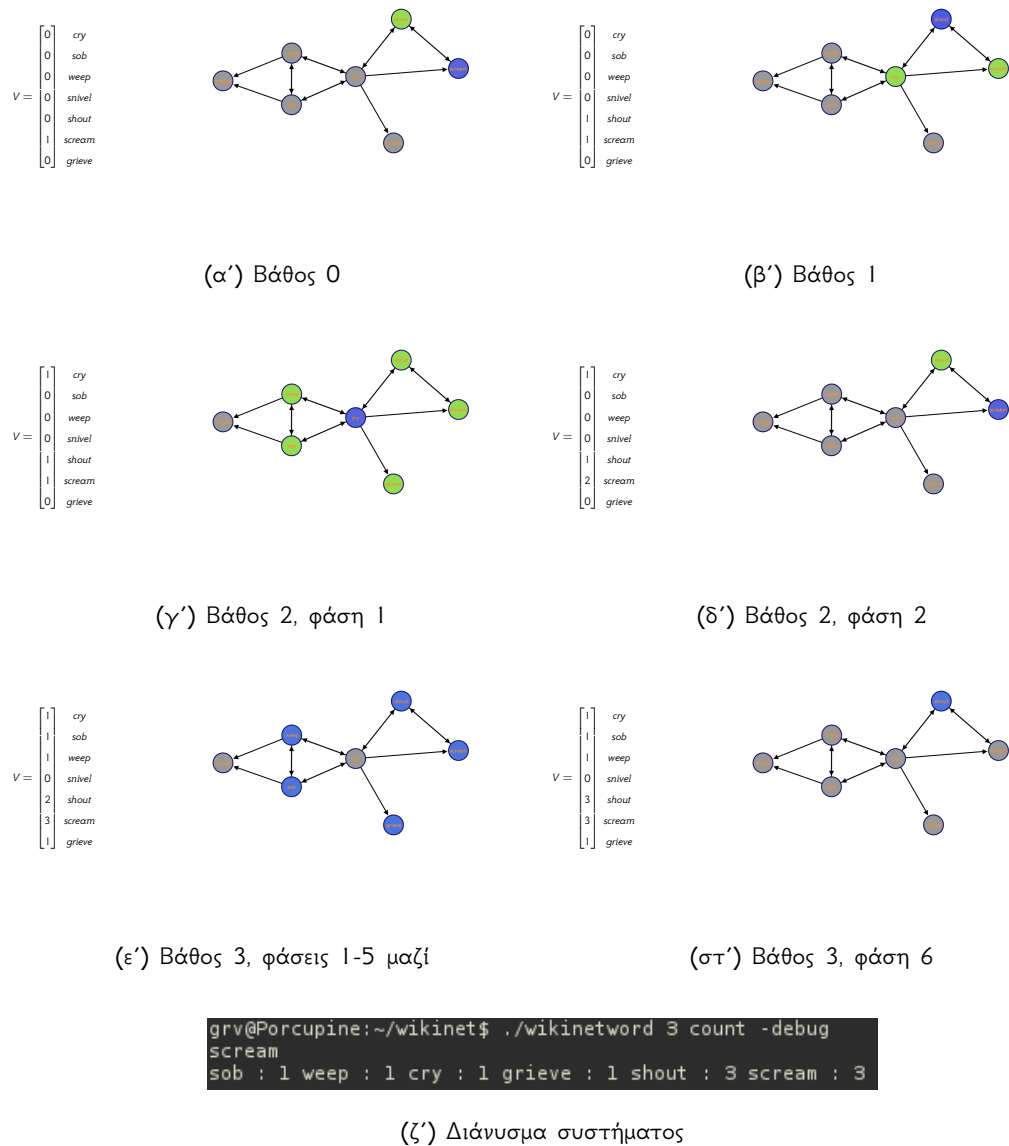 0 cry
0 sob
0 weep
V = 0 snivel
0 shout
1 scream
0 grieve
(α΄) Βάθος 0
0 cry
0 sob
0 weep
V = 0 snivel
1 shout
1 scream
0 grieve
(β΄) Βάθος 1
1 cry
0 sob
0 weep
V = 0 snivel
1 shout
1 scream
0 grieve
(γ΄) Βάθος 2, φάση 1
1 cry
0 sob
0 weep
V = 0 snivel
1 shout
2 scream
0 grieve
(δ΄) Βάθος 2, φάση 2
1 cry
1 sob
1 weep
V = 0 snivel
2 shout
3 scream
1 grieve
(ε΄) Βάθος 3, φάσεις 1-5 μαζί
1 cry
1 sob
1 weep
V = 0 snivel
3 shout
3 scream
1 grieve
(στ΄) Βάθος 3, φάση 6
grv@Porcupine:~/wikinet$ ./wikinetword 3 count -debug
scream
sob : 1 weep : 1 cry : 1 grieve : 1 shout : 3 scream : 3
(ζ΄) Διάνυσμα συστήματος